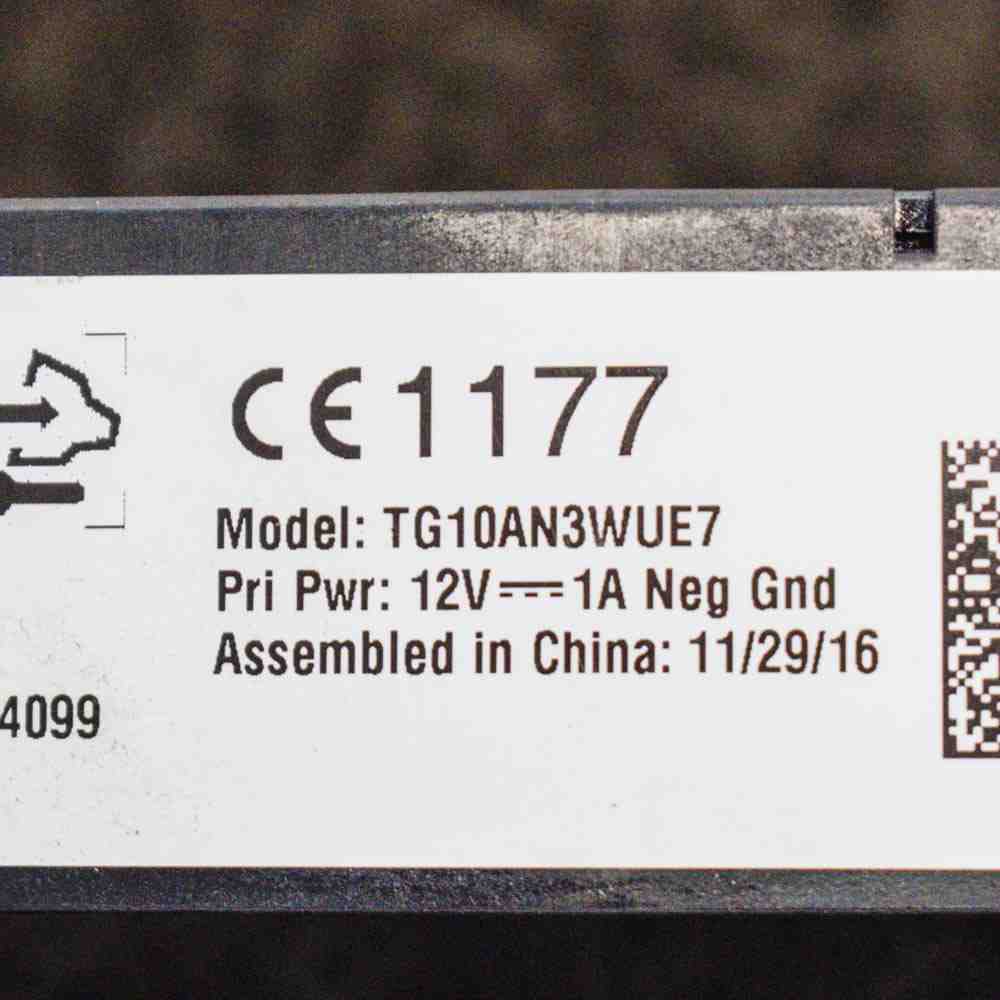 CE1177
Model: TG10AN3WUE7
Pri Pwr: 12V⎓1A Neg Gnd
Assembled in China: 11/29/16
4099